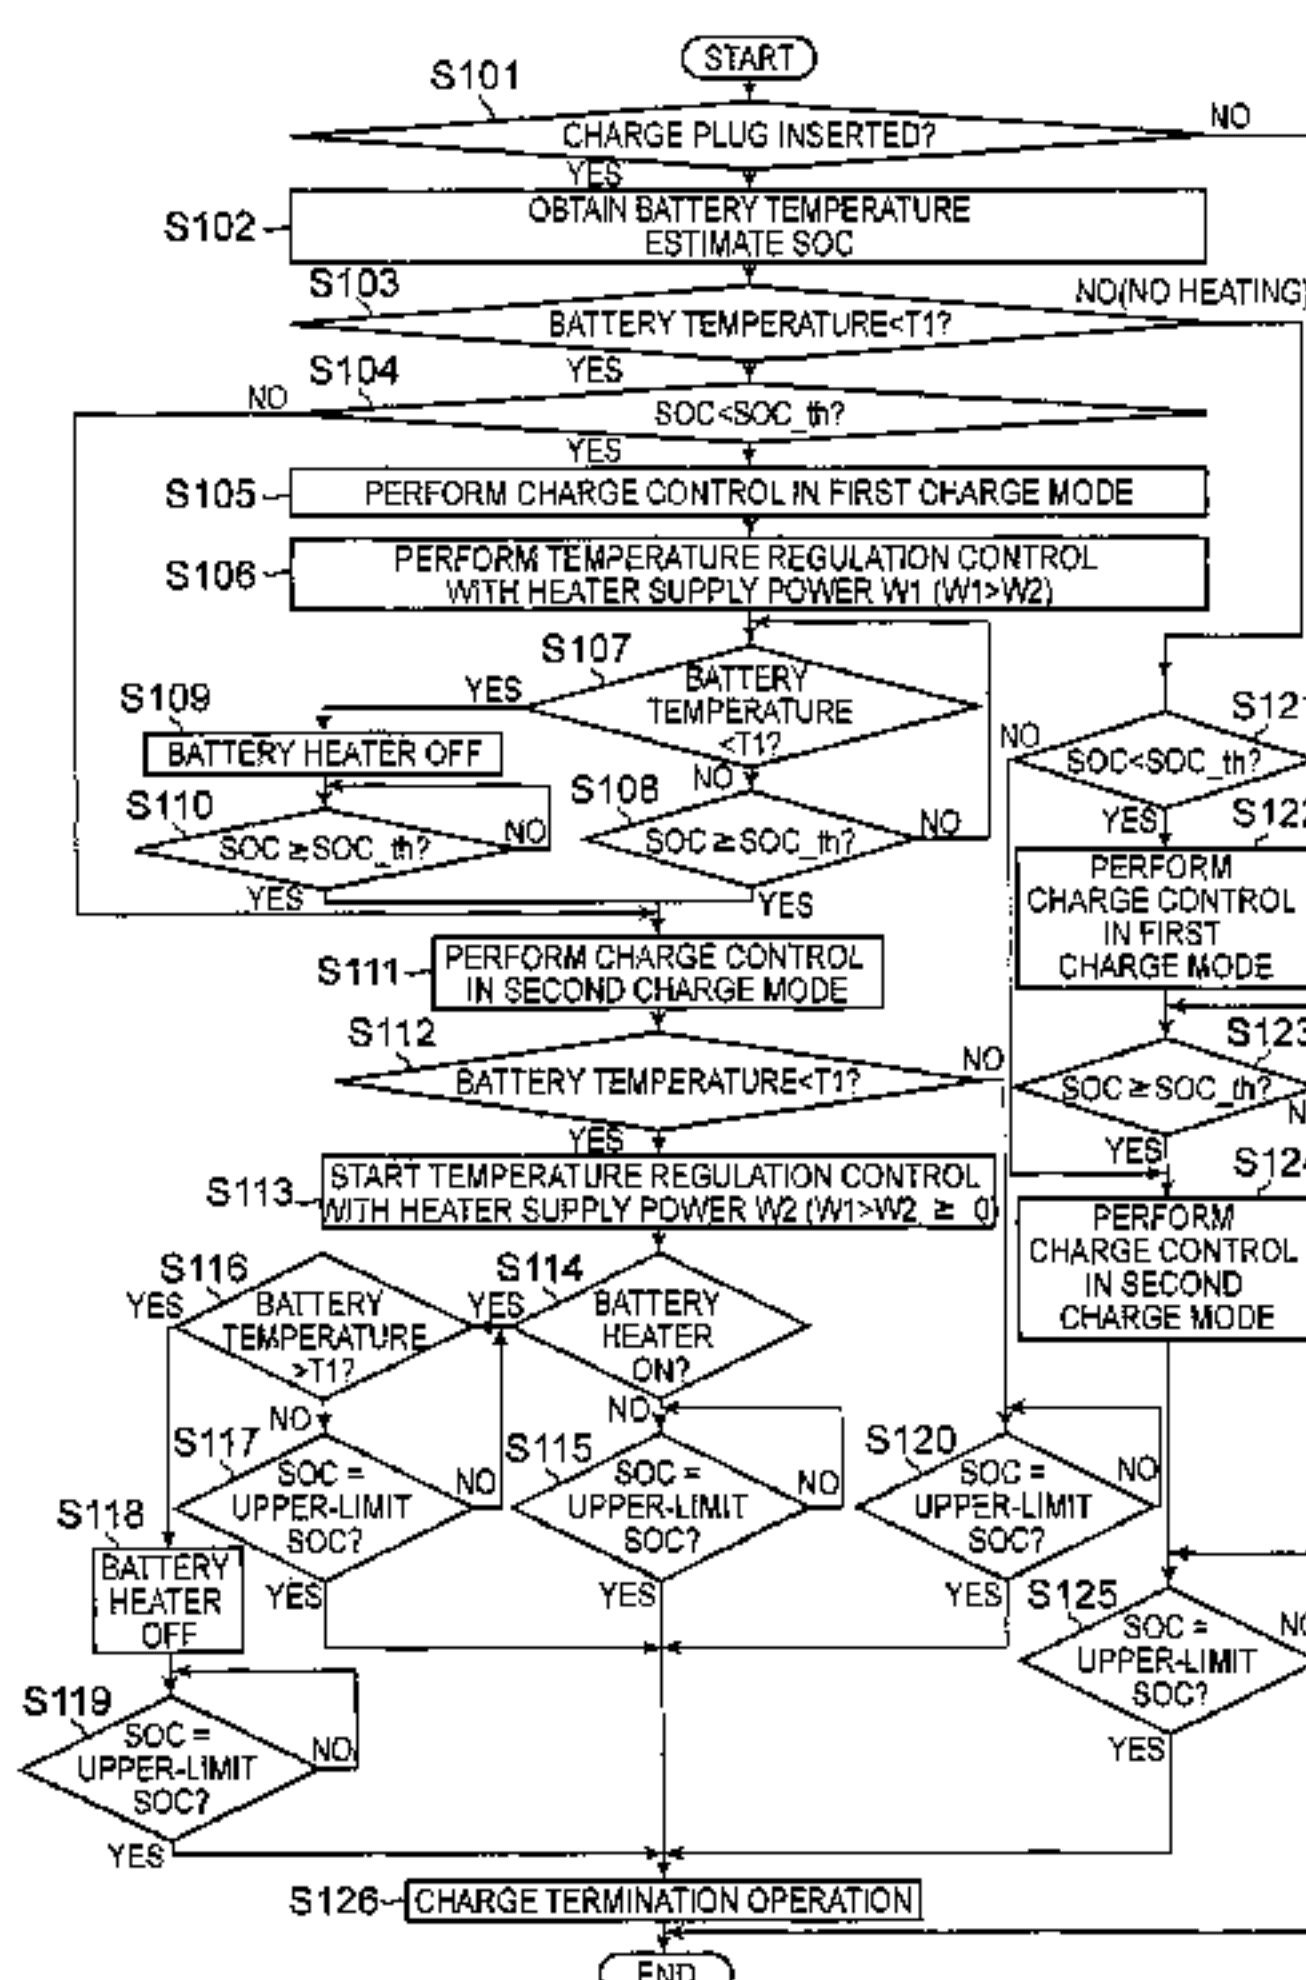 START
S101
CHARGE PLUG INSERTED?
NO
YES
S102
OBTAIN BATTERY TEMPERATURE
ESTIMATE SOC
S103
NO(NO HEATING)
BATTERY TEMPERATURE<T1?
YES
S104
NO
SOC<SOC_th?
YES
S105
PERFORM CHARGE CONTROL IN FIRST CHARGE MODE
S106
PERFORM TEMPERATURE REGULATION CONTROL
WITH HEATER SUPPLY POWER W1 (W1>W2)
S107
BATTERY
TEMPERATURE
<T1?
YES
NO
S109
BATTERY HEATER OFF
S110
SOC≧SOC_th?
NO
YES
S108
SOC≧SOC_th?
NO
YES
S111
PERFORM CHARGE CONTROL
IN SECOND CHARGE MODE
S112
BATTERY TEMPERATURE<T1?
NO
YES
S113
START TEMPERATURE REGULATION CONTROL
WITH HEATER SUPPLY POWER W2 (W1>W2 ≧ 0)
S114
BATTERY
HEATER
ON?
YES
NO
S116
BATTERY
TEMPERATURE
>T1?
YES
NO
S117
SOC =
UPPER-LIMIT
SOC?
NO
YES
S115
SOC =
UPPER-LIMIT
SOC?
NO
YES
S120
SOC =
UPPER-LIMIT
SOC?
NO
YES
S118
BATTERY
HEATER
OFF
S119
SOC =
UPPER-LIMIT
SOC?
NO
YES
S121
SOC<SOC_th?
NO
YES
S122
PERFORM
CHARGE CONTROL
IN FIRST
CHARGE MODE
S123
SOC≧SOC_th?
YES
S124
PERFORM
CHARGE CONTROL
IN SECOND
CHARGE MODE
S125
SOC =
UPPER-LIMIT
SOC?
NO
YES
S126
CHARGE TERMINATION OPERATION
END